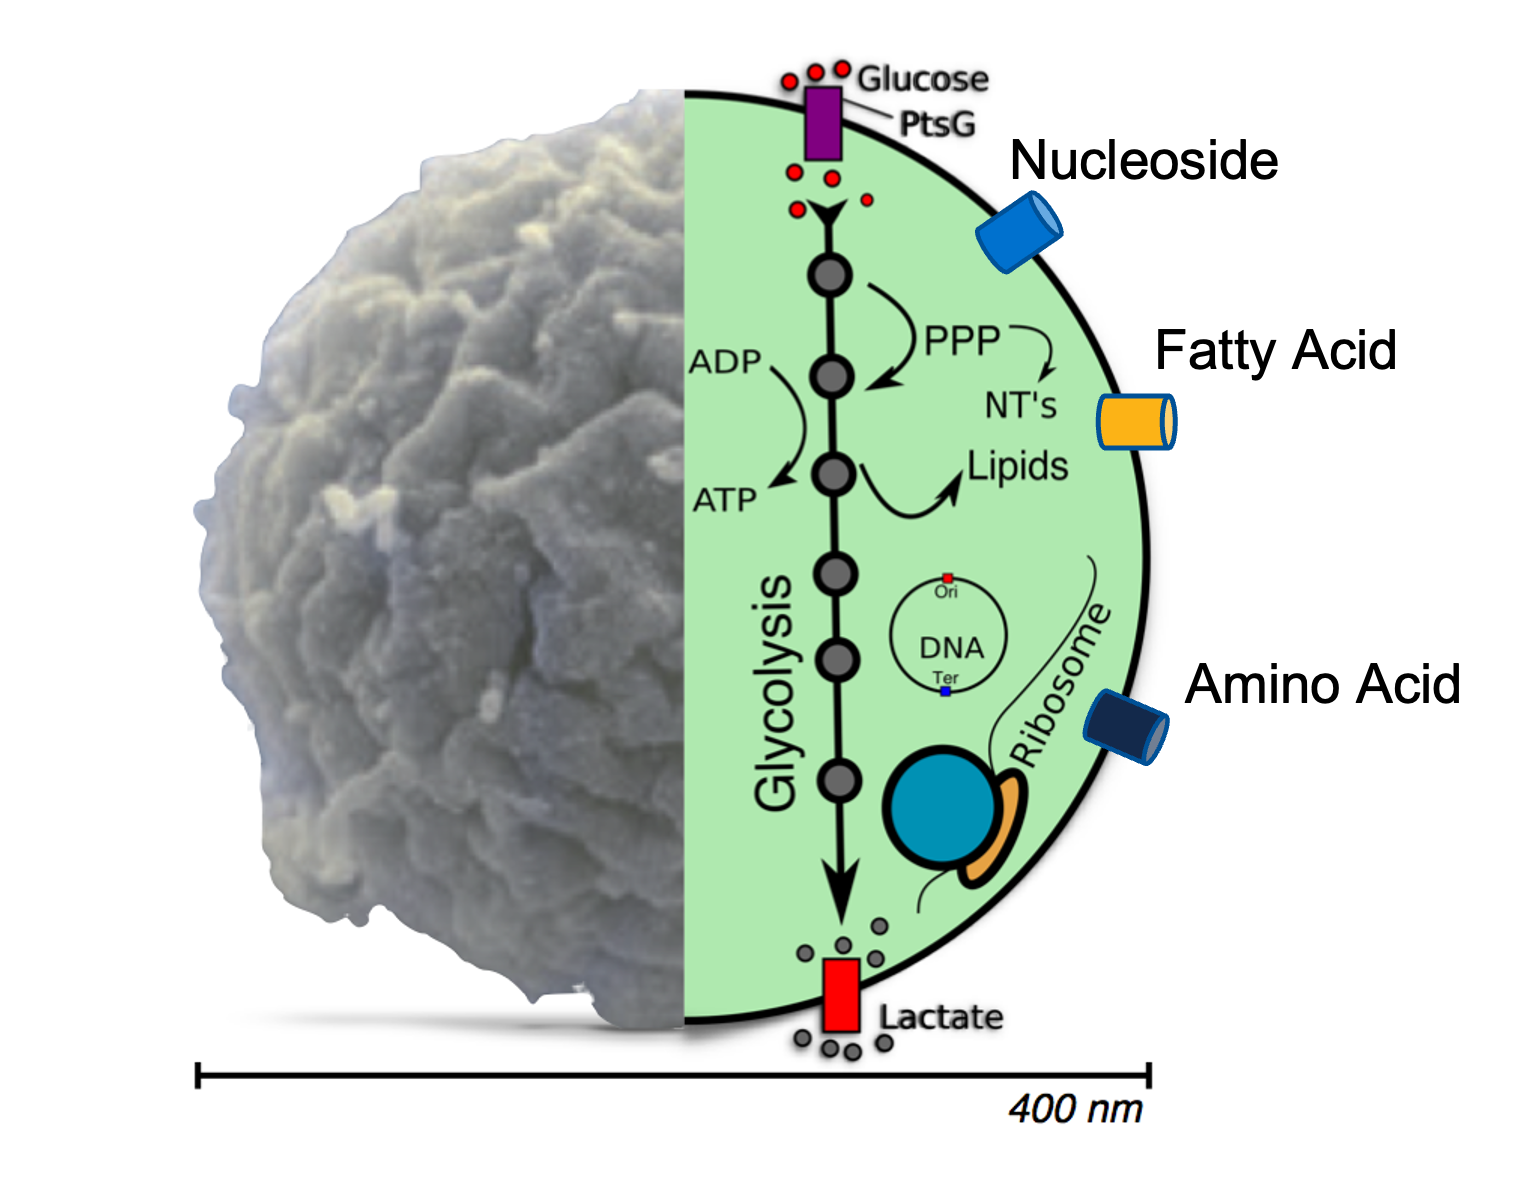 Glucose
PtsG
Nucleoside
Fatty Acid
PPP
ADP
NT's
Lipids
ATP
Glycolysis
Ori
DNA
Ter
Ribosome
Amino Acid
Lactate
400 nm